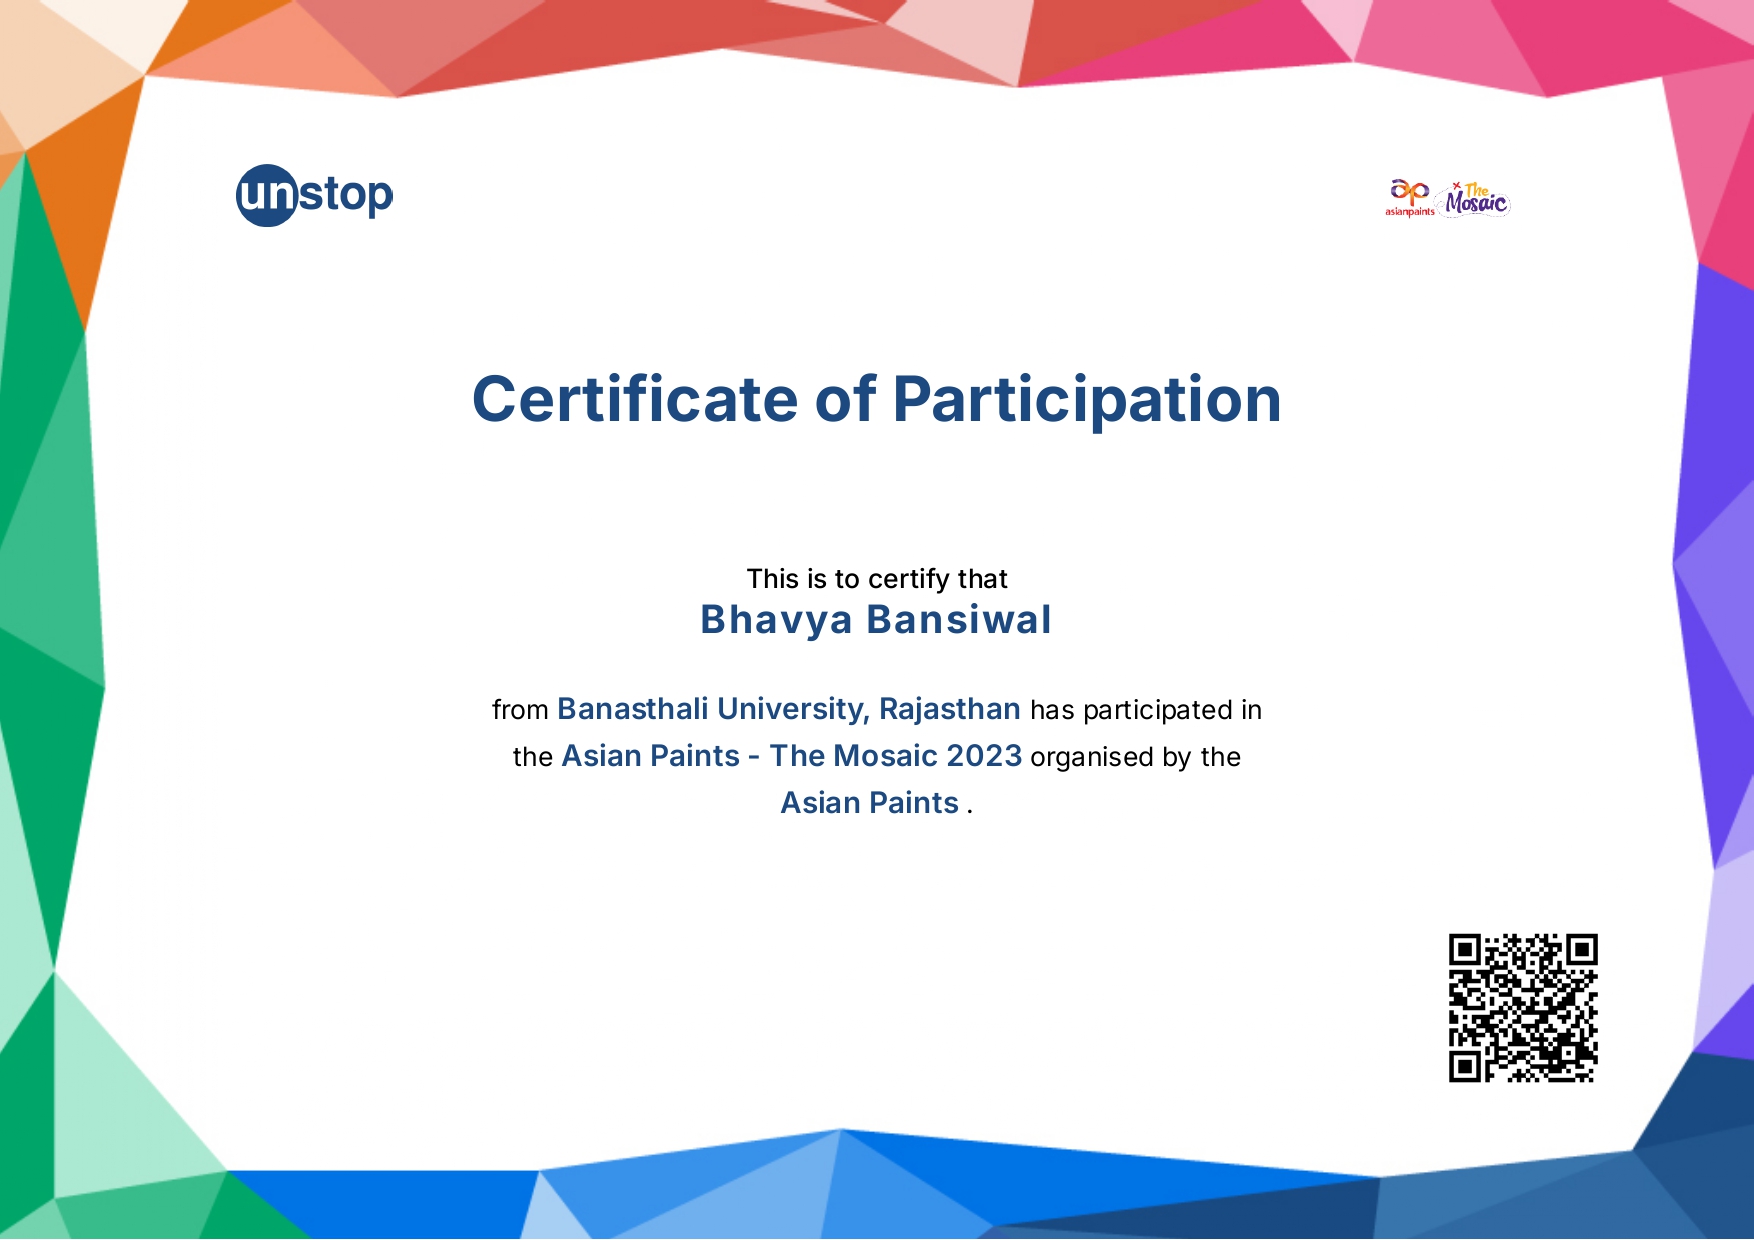 unstop
asianpaints
The
Mosaic
Certificate of Participation
This is to certify that
Bhavya Bansiwal
from Banasthali University, Rajasthan has participated in
the Asian Paints - The Mosaic 2023 organised by the
Asian Paints .